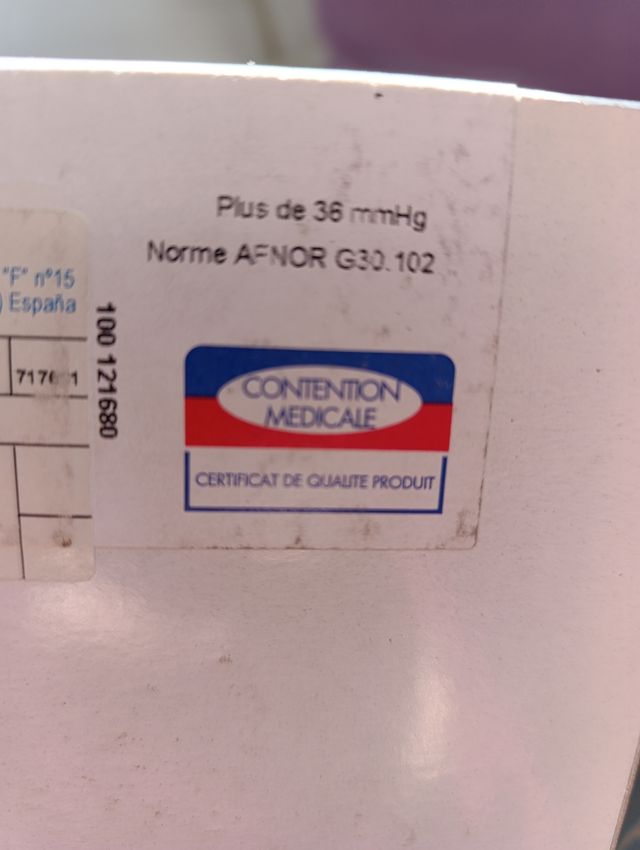 Plus de 36 mmHg
Norme AFNOR G30.102
"F" nº15
) España
100 121680
CONTENTION
MEDICALE
CERTIFICAT DE QUALITE PRODUIT